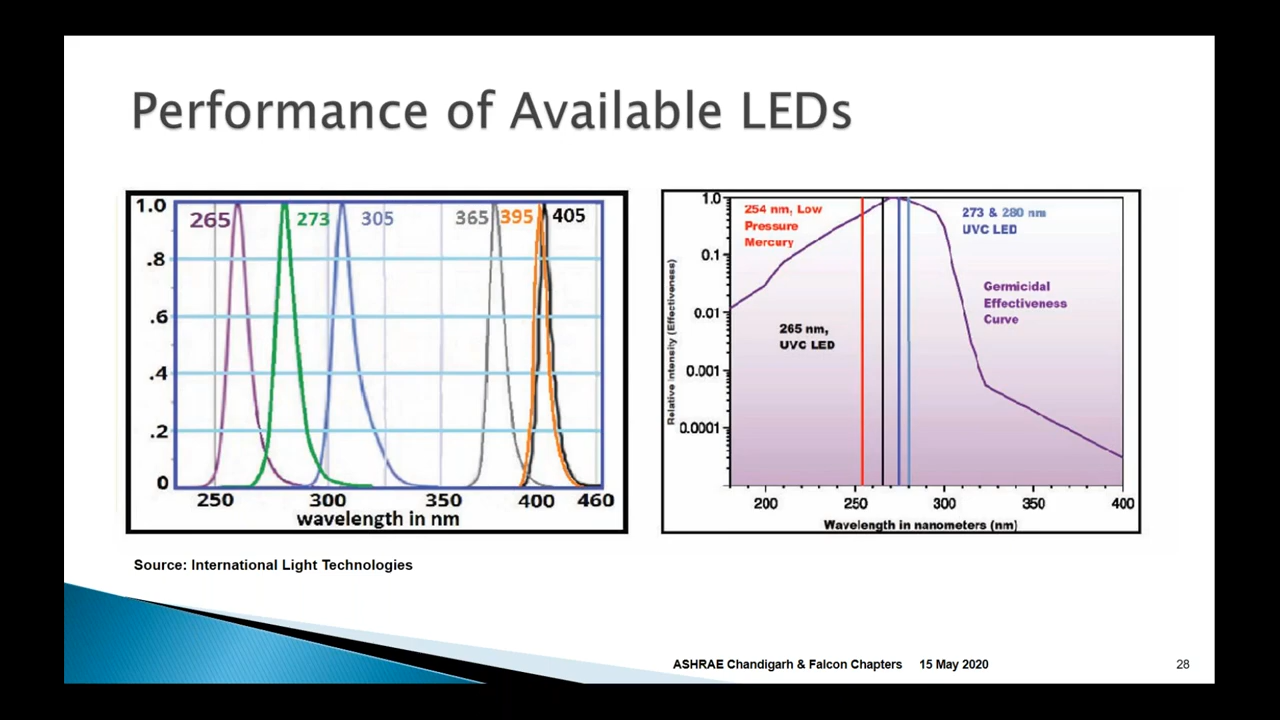 Performance of Available LEDs
1.0
.8
.6
.4
.2
0
265
273
305
365
395
405
250
300
350
400
460
wavelength in nm
Relative Intensity (Effectiveness)
1.0
0.1
0.01
0.001
0.0001
254 nm, Low
Pressure
Mercury
273 & 280 nm
UVC LED
Germicidal
Effectiveness
Curve
265 nm,
UVC LED
200
250
300
350
400
Wavelength in nanometers (nm)
Source: International Light Technologies
ASHRAE Chandigarh & Falcon Chapters 15 May 2020
28